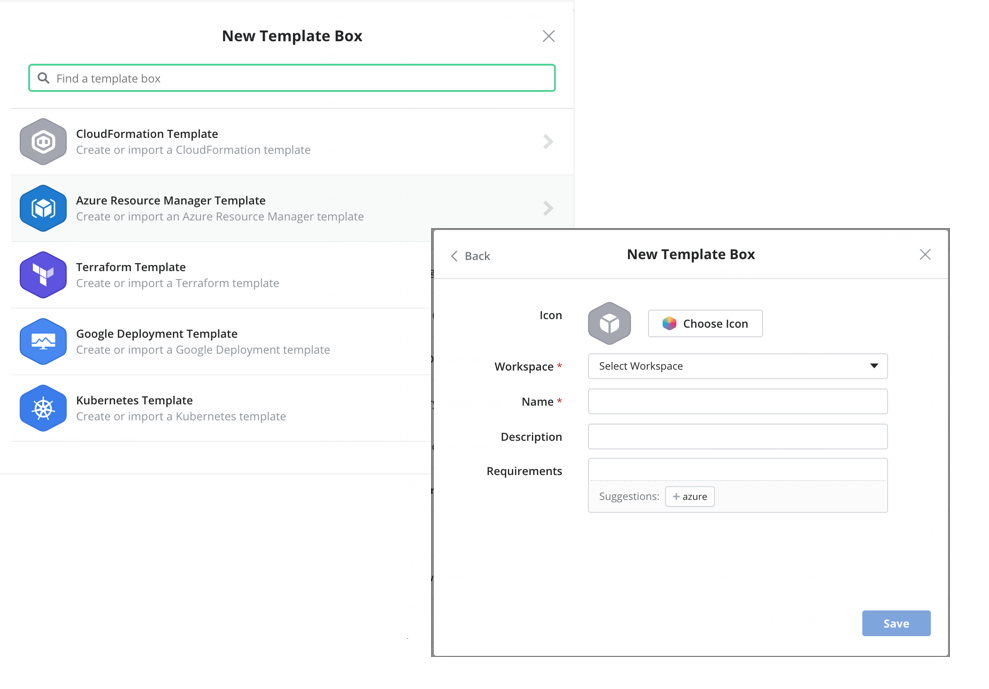 New Template Box
Find a template box
CloudFormation Template
Create or import a CloudFormation template
Azure Resource Manager Template
Create or import an Azure Resource Manager template
Terraform Template
Create or import a Terraform template
Google Deployment Template
Create or import a Google Deployment template
Kubernetes Template
Create or import a Kubernetes template
Back
New Template Box
Icon
Choose Icon
Workspace *
Select Workspace
Name *
Description
Requirements
Suggestions: + azure
Save